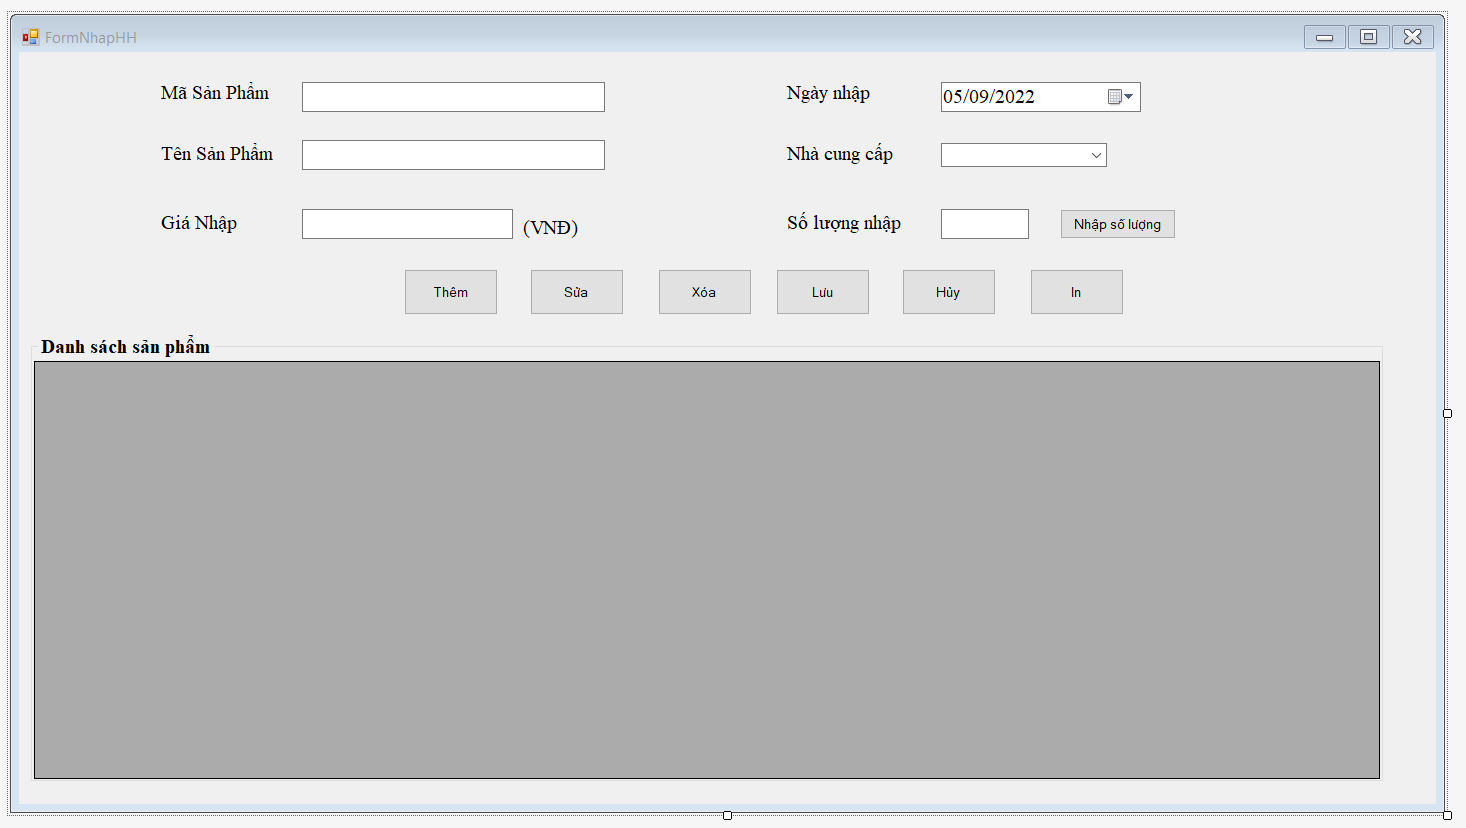 FormNhapHH
Mã Sản Phẩm
Ngày nhập
05/09/2022
Tên Sản Phẩm
Nhà cung cấp
Giá Nhập
(VNĐ)
Số lượng nhập
Nhập số lượng
Thêm
Sửa
Xóa
Lưu
Hủy
In
Danh sách sản phẩm